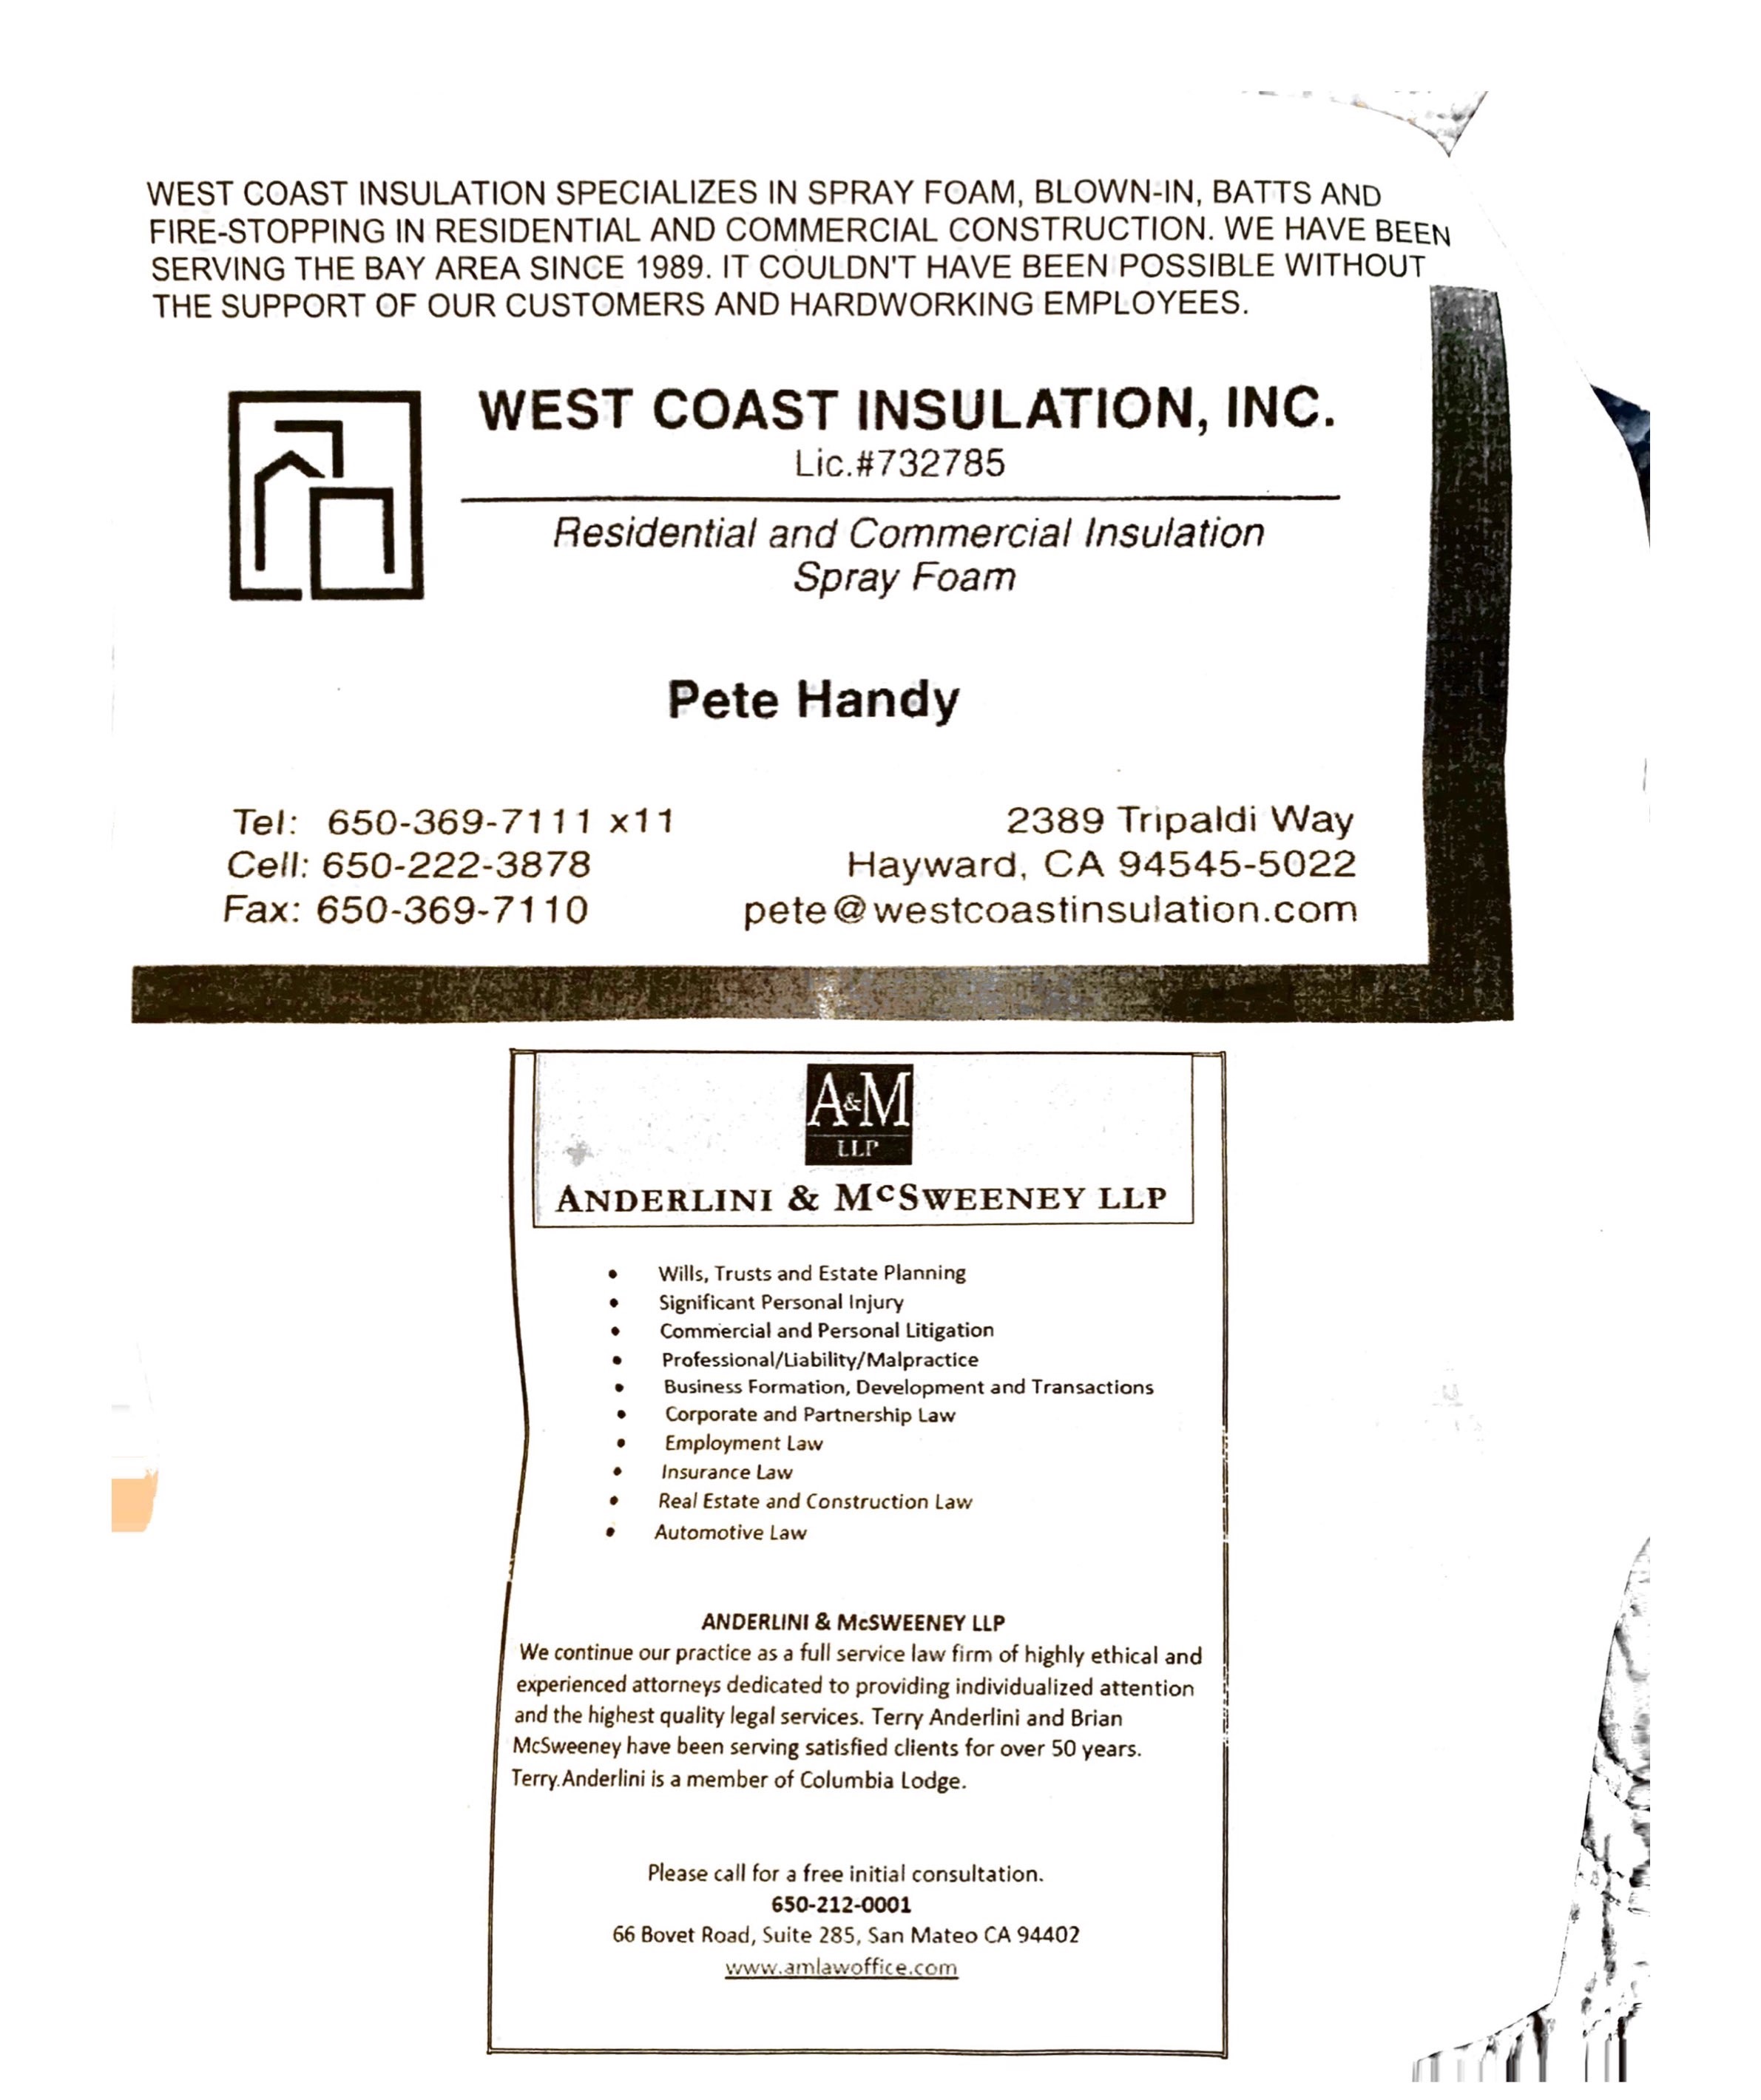 WEST COAST INSULATION SPECIALIZES IN SPRAY FOAM, BLOWN-IN, BATTS AND
FIRE-STOPPING IN RESIDENTIAL AND COMMERCIAL CONSTRUCTION. WE HAVE BEEN
SERVING THE BAY AREA SINCE 1989. IT COULDN'T HAVE BEEN POSSIBLE WITHOUT
THE SUPPORT OF OUR CUSTOMERS AND HARDWORKING EMPLOYEES.
WEST COAST INSULATION, INC.
Lic.#732785
Residential and Commercial Insulation
Spray Foam
Pete Handy
Tel: 650-369-7111 x11
Cell: 650-222-3878
Fax: 650-369-7110
2389 Tripaldi Way
Hayward, CA 94545-5022
pete@westcoastinsulation.com
A&M
LLP
ANDERLINI & McSWEENEY LLP
• Wills, Trusts and Estate Planning
• Significant Personal Injury
• Commercial and Personal Litigation
• Professional/Liability/Malpractice
• Business Formation, Development and Transactions
• Corporate and Partnership Law
• Employment Law
• Insurance Law
• Real Estate and Construction Law
• Automotive Law
ANDERLINI & McSWEENEY LLP
We continue our practice as a full service law firm of highly ethical and
experienced attorneys dedicated to providing individualized attention
and the highest quality legal services. Terry Anderlini and Brian
McSweeney have been serving satisfied clients for over 50 years.
Terry.Anderlini is a member of Columbia Lodge.
Please call for a free initial consultation.
650-212-0001
66 Bovet Road, Suite 285, San Mateo CA 94402
www.amlawoffice.com